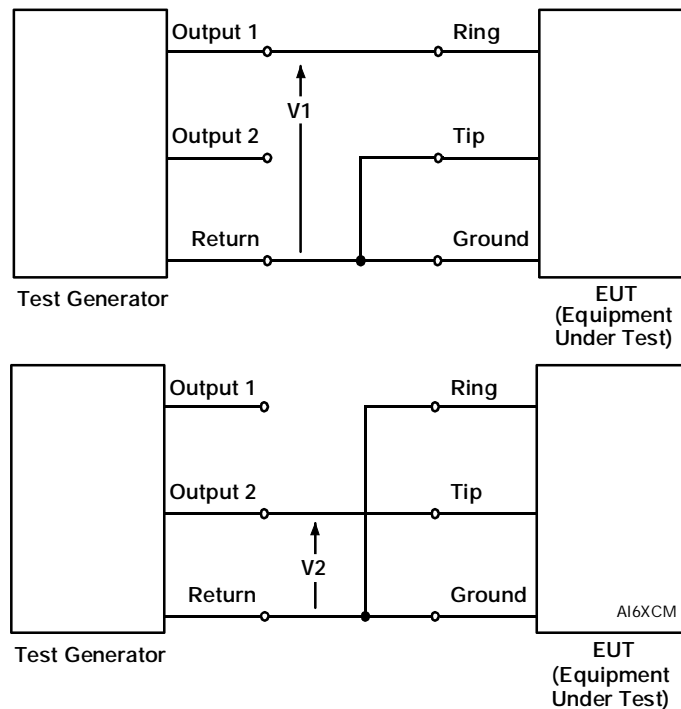 Output 1
Ring
V1
Output 2
Tip
Return
Ground
Test Generator
EUT
(Equipment
Under Test)
Output 1
Ring
Output 2
Tip
V2
Return
Ground
AI6XCM
Test Generator
EUT
(Equipment
Under Test)